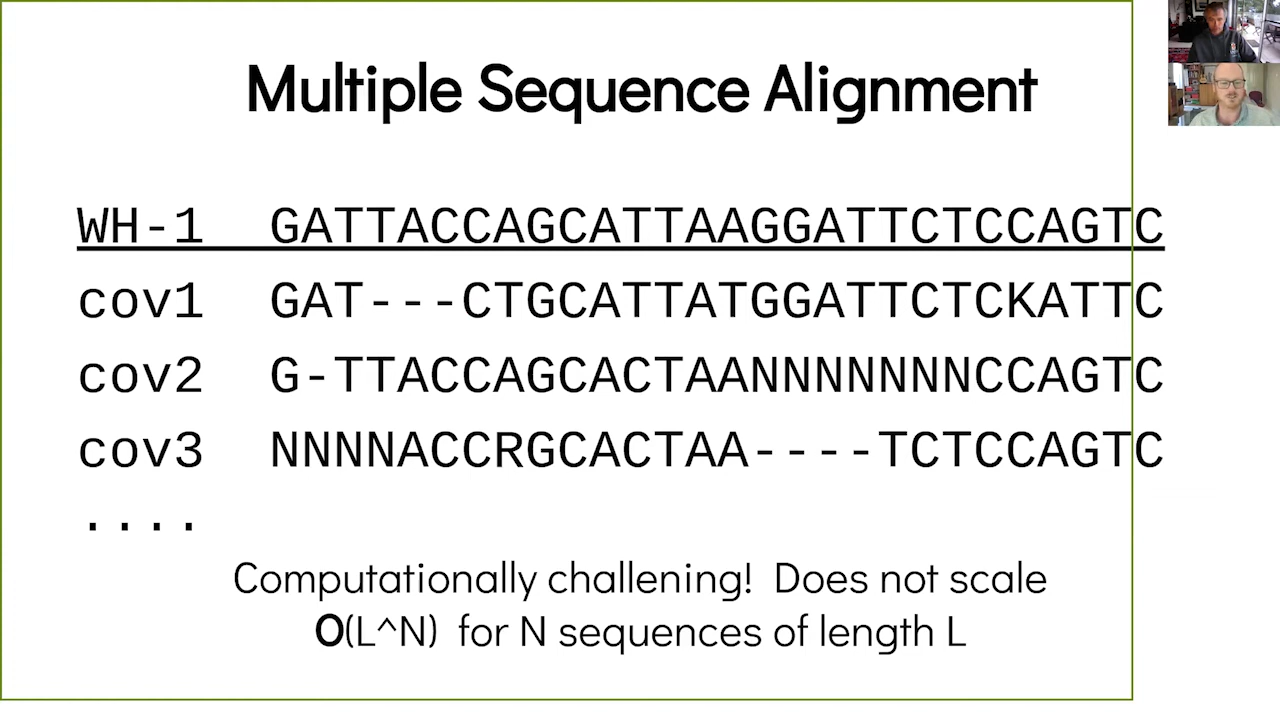 Multiple Sequence Alignment
WH-1 GATTACCAGCATTAAGGATTCTCCAGTC
cov1 GAT---CTGCATTATGGATTCTCKATTC
cov2 G-TTACCAGCACTAANNNNNNNCCAGTC
cov3 NNNNACCRGCACTAA----TCTCCAGTC
....
Computationally challening! Does not scale
O(L^N) for N sequences of length L